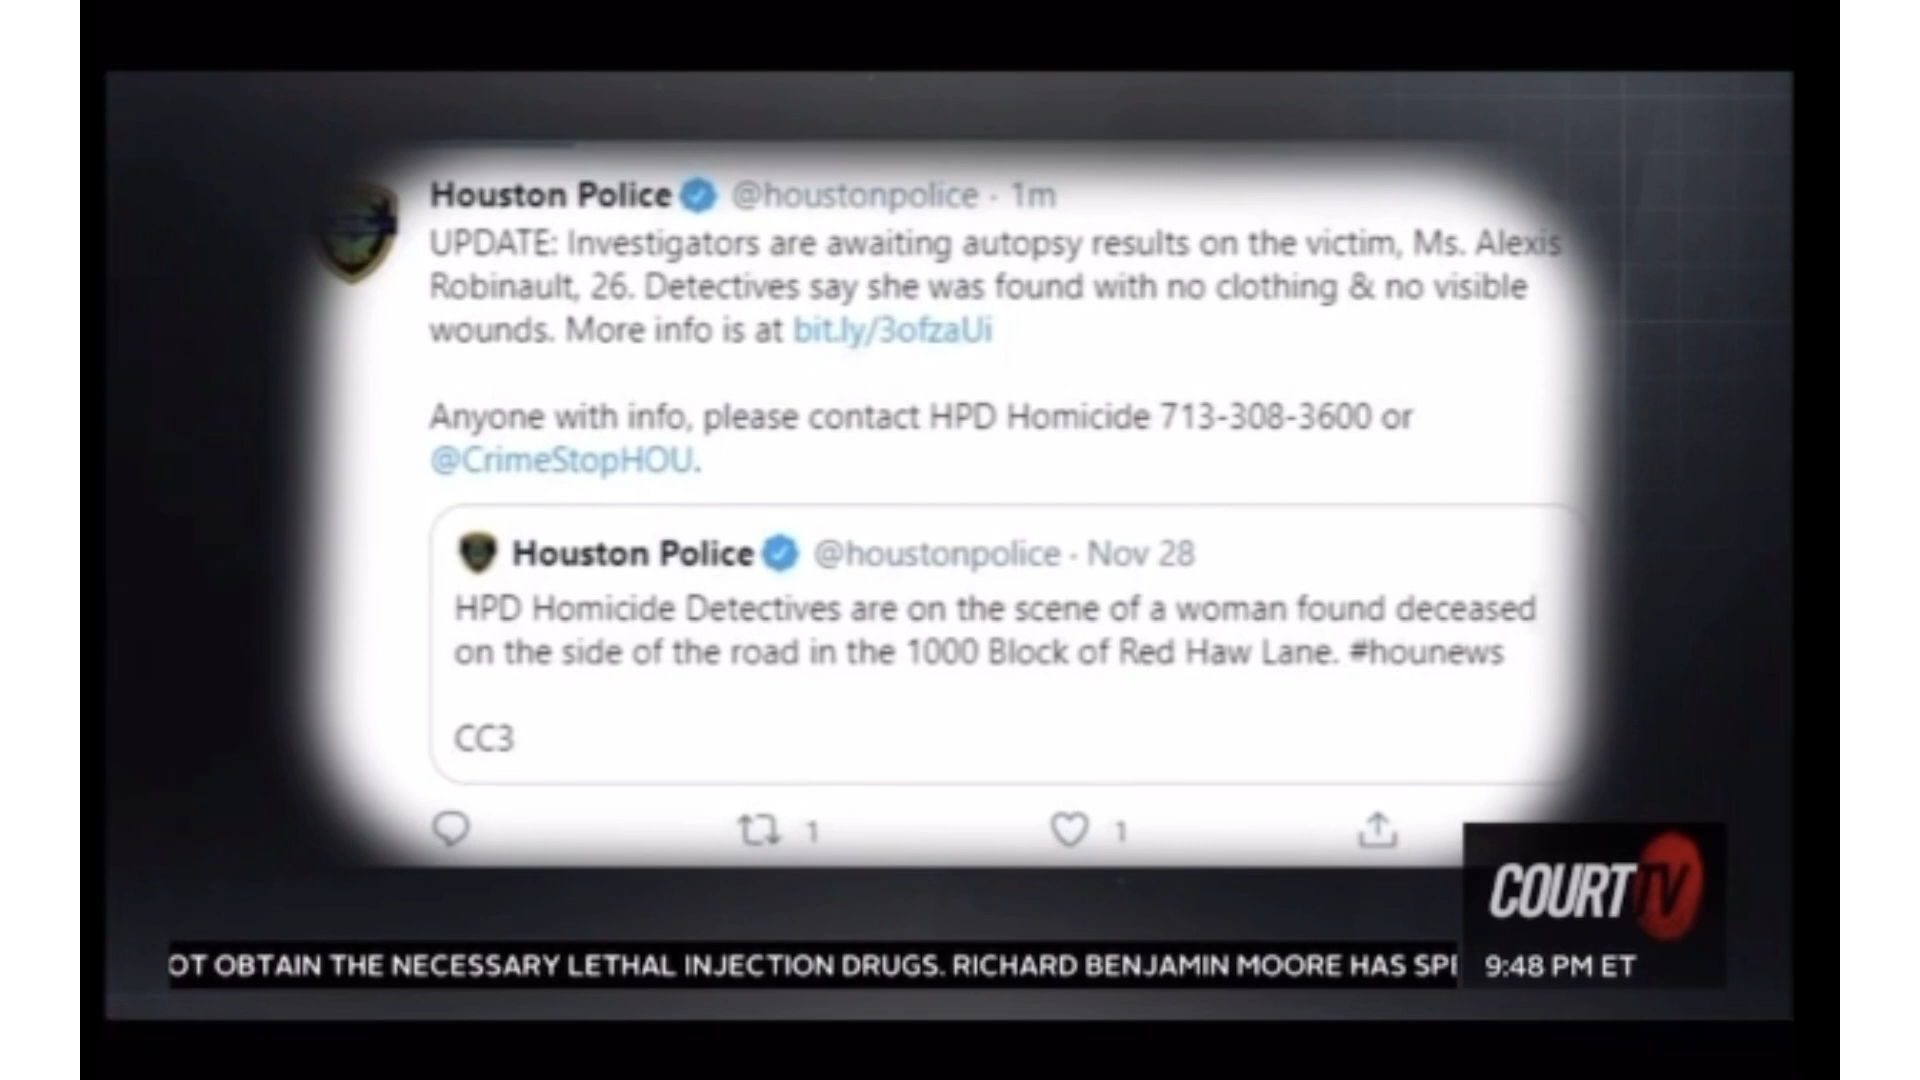 Houston Police @houstonpolice · 1m
UPDATE: Investigators are awaiting autopsy results on the victim, Ms. Alexis
Robinault, 26. Detectives say she was found with no clothing & no visible
wounds. More info is at bit.ly/3ofzaUi
Anyone with info, please contact HPD Homicide 713-308-3600 or
@CrimeStopHOU.
Houston Police @houstonpolice · Nov 28
HPD Homicide Detectives are on the scene of a woman found deceased
on the side of the road in the 1000 Block of Red Haw Lane. #hounews
CC3
1 1
COURT TV
OT OBTAIN THE NECESSARY LETHAL INJECTION DRUGS. RICHARD BENJAMIN MOORE HAS SPE 9:48 PM ET